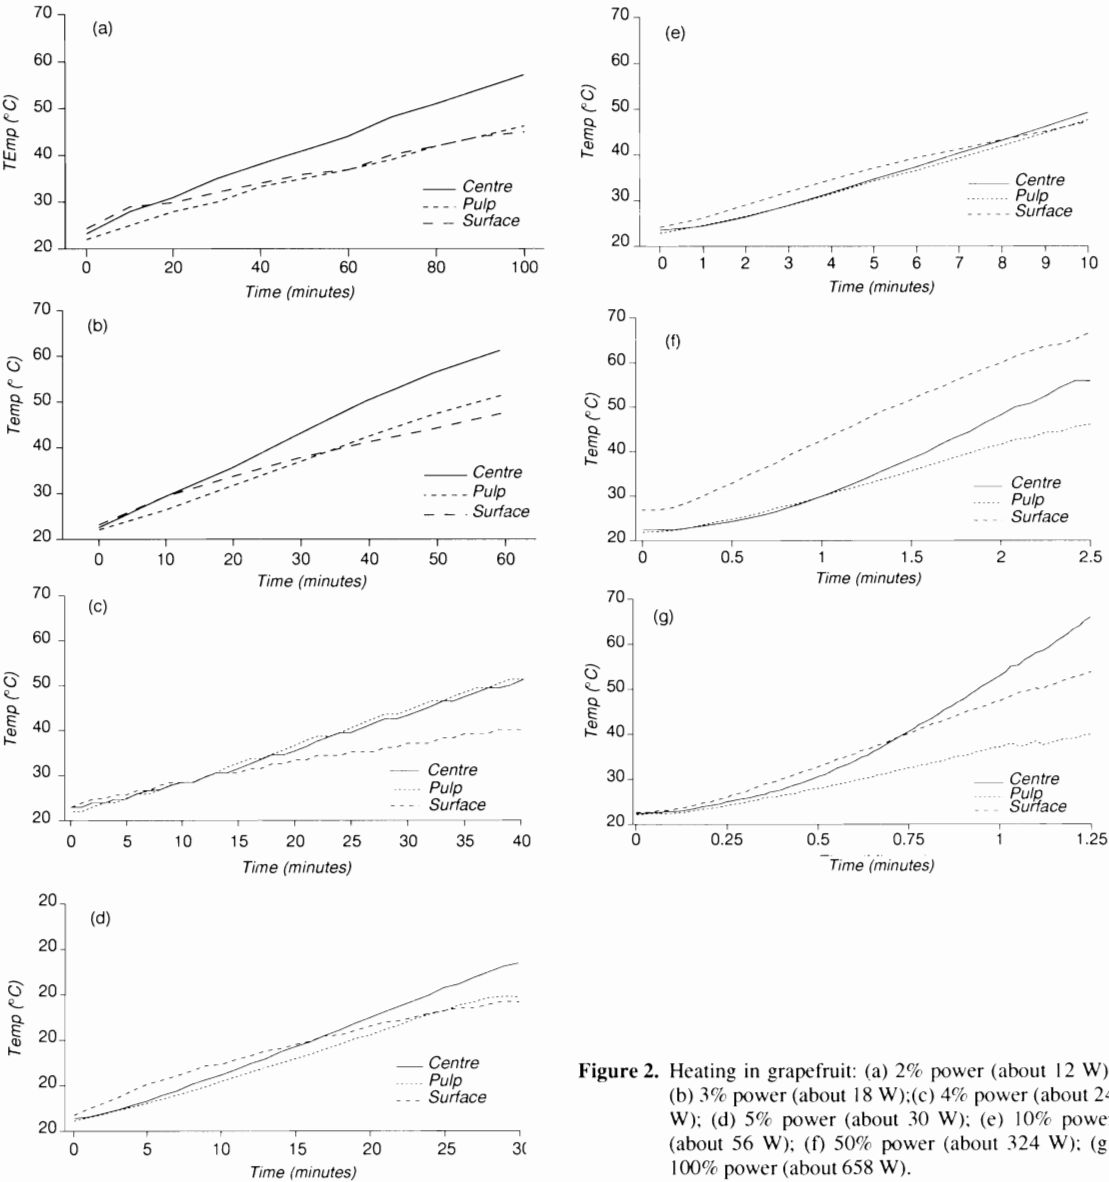 (a)
70
60
50
40
30
20
TEmp (°C)
Centre
Pulp
Surface
0 20 40 60 80 100
Time (minutes)
(b)
70
60
50
40
30
20
Temp (° C)
Centre
Pulp
Surface
0 10 20 30 40 50 60
Time (minutes)
(c)
70
60
50
40
30
20
Temp (°C)
Centre
Pulp
Surface
0 5 10 15 20 25 30 35 40
Time (minutes)
(d)
20
20
20
20
20
20
Temp (°C)
Centre
Pulp
Surface
0 5 10 15 20 25 30
Time (minutes)
(e)
70
60
50
40
30
20
Temp (°C)
Centre
Pulp
Surface
0 1 2 3 4 5 6 7 8 9 10
Time (minutes)
(f)
70
60
50
40
30
20
Temp (°C)
Centre
Pulp
Surface
0 0.5 1 1.5 2 2.5
Time (minutes)
(g)
70
60
50
40
30
20
Temp (°C)
Centre
Pulp
Surface
0 0.25 0.5 0.75 1 1.25
Time (minutes)
Figure 2. Heating in grapefruit: (a) 2% power (about 12 W)
(b) 3% power (about 18 W);(c) 4% power (about 24
W); (d) 5% power (about 30 W); (e) 10% power
(about 56 W); (f) 50% power (about 324 W); (g)
100% power (about 658 W).